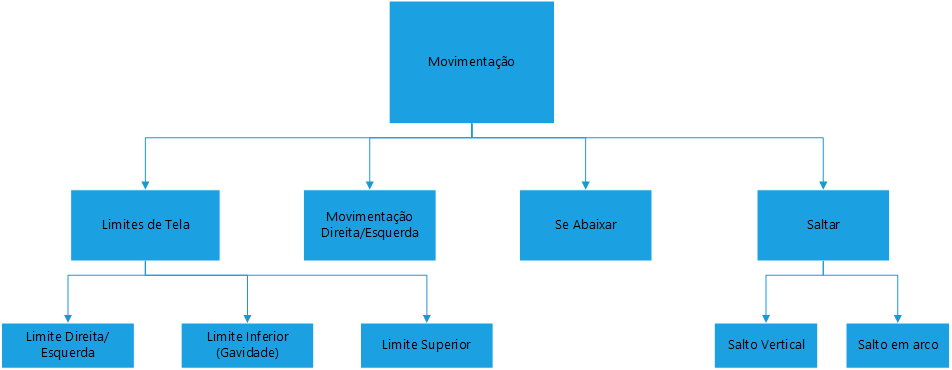 Movimentação
Limites de Tela
Movimentação
Direita/Esquerda
Se Abaixar
Saltar
Limite Direita/
Esquerda
Limite Inferior
(Gavidade)
Limite Superior
Salto Vertical
Salto em arco